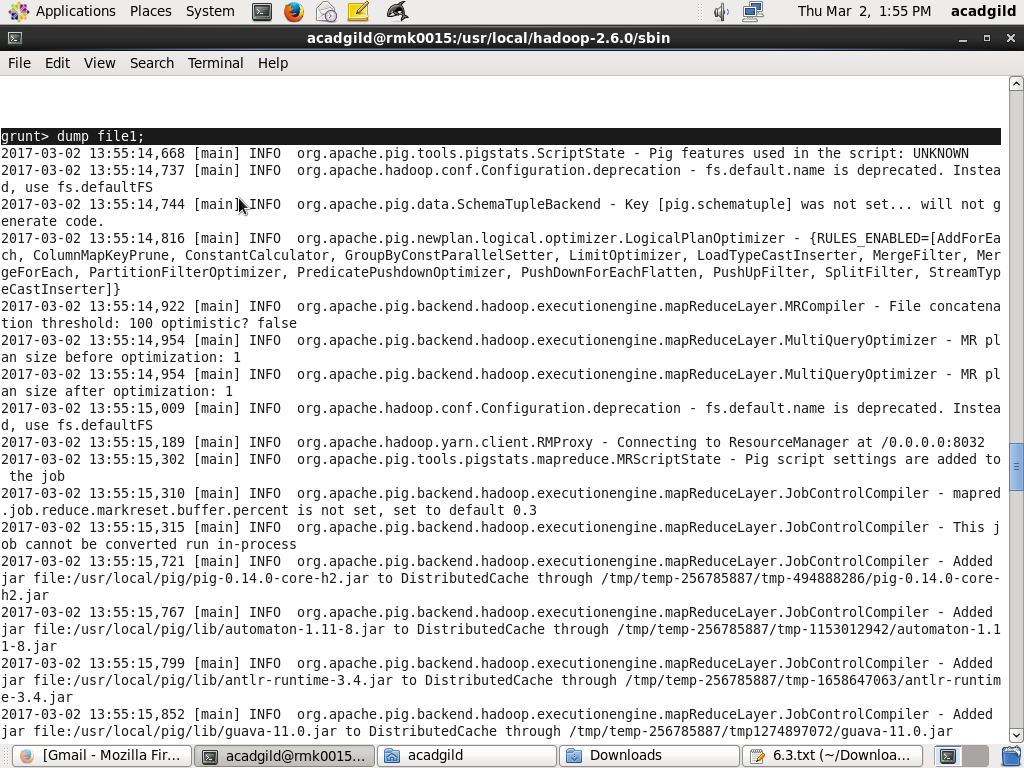 Applications Places System Thu Mar 2, 1:55 PM acadgild
acadgild@rmk0015:/usr/local/hadoop-2.6.0/sbin
File Edit View Search Terminal Help
grunt> dump file1;
2017-03-02 13:55:14,668 [main] INFO  org.apache.pig.tools.pigstats.ScriptState - Pig features used in the script: UNKNOWN
2017-03-02 13:55:14,737 [main] INFO  org.apache.hadoop.conf.Configuration.deprecation - fs.default.name is deprecated. Instea
d, use fs.defaultFS
2017-03-02 13:55:14,744 [main] INFO  org.apache.pig.data.SchemaTupleBackend - Key [pig.schematuple] was not set... will not g
enerate code.
2017-03-02 13:55:14,816 [main] INFO  org.apache.pig.newplan.logical.optimizer.LogicalPlanOptimizer - {RULES_ENABLED=[AddForEa
ch, ColumnMapKeyPrune, ConstantCalculator, GroupByConstParallelSetter, LimitOptimizer, LoadTypeCastInserter, MergeFilter, Mer
geForEach, PartitionFilterOptimizer, PredicatePushdownOptimizer, PushDownForEachFlatten, PushUpFilter, SplitFilter, StreamTyp
eCastInserter]}
2017-03-02 13:55:14,922 [main] INFO  org.apache.pig.backend.hadoop.executionengine.mapReduceLayer.MRCompiler - File concatena
tion threshold: 100 optimistic? false
2017-03-02 13:55:14,954 [main] INFO  org.apache.pig.backend.hadoop.executionengine.mapReduceLayer.MultiQueryOptimizer - MR pl
an size before optimization: 1
2017-03-02 13:55:14,954 [main] INFO  org.apache.pig.backend.hadoop.executionengine.mapReduceLayer.MultiQueryOptimizer - MR pl
an size after optimization: 1
2017-03-02 13:55:15,009 [main] INFO  org.apache.hadoop.conf.Configuration.deprecation - fs.default.name is deprecated. Instea
d, use fs.defaultFS
2017-03-02 13:55:15,189 [main] INFO  org.apache.hadoop.yarn.client.RMProxy - Connecting to ResourceManager at /0.0.0.0:8032
2017-03-02 13:55:15,302 [main] INFO  org.apache.pig.tools.pigstats.mapreduce.MRScriptState - Pig script settings are added to
 the job
2017-03-02 13:55:15,310 [main] INFO  org.apache.pig.backend.hadoop.executionengine.mapReduceLayer.JobControlCompiler - mapred
.job.reduce.markreset.buffer.percent is not set, set to default 0.3
2017-03-02 13:55:15,315 [main] INFO  org.apache.pig.backend.hadoop.executionengine.mapReduceLayer.JobControlCompiler - This j
ob cannot be converted run in-process
2017-03-02 13:55:15,721 [main] INFO  org.apache.pig.backend.hadoop.executionengine.mapReduceLayer.JobControlCompiler - Added
jar file:/usr/local/pig/pig-0.14.0-core-h2.jar to DistributedCache through /tmp/temp-256785887/tmp-494888286/pig-0.14.0-core-
h2.jar
2017-03-02 13:55:15,767 [main] INFO  org.apache.pig.backend.hadoop.executionengine.mapReduceLayer.JobControlCompiler - Added
jar file:/usr/local/pig/lib/automaton-1.11-8.jar to DistributedCache through /tmp/temp-256785887/tmp-1153012942/automaton-1.1
1-8.jar
2017-03-02 13:55:15,799 [main] INFO  org.apache.pig.backend.hadoop.executionengine.mapReduceLayer.JobControlCompiler - Added
jar file:/usr/local/pig/lib/antlr-runtime-3.4.jar to DistributedCache through /tmp/temp-256785887/tmp-1658647063/antlr-runtim
e-3.4.jar
2017-03-02 13:55:15,852 [main] INFO  org.apache.pig.backend.hadoop.executionengine.mapReduceLayer.JobControlCompiler - Added
jar file:/usr/local/pig/lib/guava-11.0.jar to DistributedCache through /tmp/temp-256785887/tmp1274897072/guava-11.0.jar
[Gmail - Mozilla Fir... acadgild@rmk0015... acadgild Downloads 6.3.txt (~/Downloa...